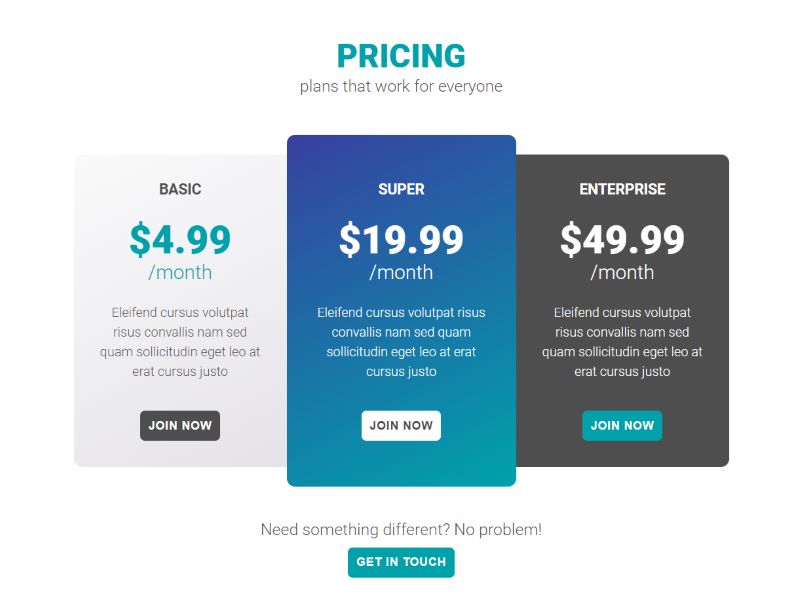 PRICING
plans that work for everyone
BASIC
$4.99
/month
Eleifend cursus volutpat
risus convallis nam sed
quam sollicitudin eget leo at
erat cursus justo
JOIN NOW
SUPER
$19.99
/month
Eleifend cursus volutpat risus
convallis nam sed quam
sollicitudin eget leo at erat
cursus justo
JOIN NOW
ENTERPRISE
$49.99
/month
Eleifend cursus volutpat
risus convallis nam sed
quam sollicitudin eget leo at
erat cursus justo
JOIN NOW
Need something different? No problem!
GET IN TOUCH